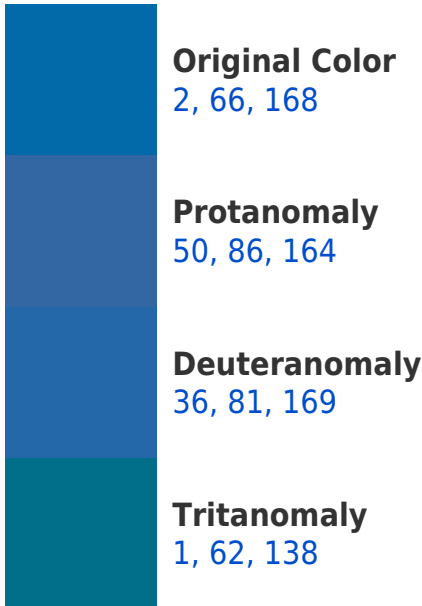 Original Color
2, 66, 168
Protanomaly
50, 86, 164
Deuteranomaly
36, 81, 169
Tritanomaly
1, 62, 138